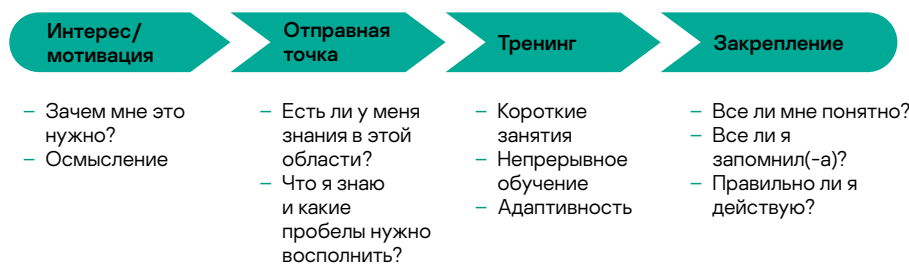 Интерес/
мотивация
Отправная
точка
Тренинг
Закрепление
– Зачем мне это
нужно?
– Осмысление
– Есть ли у меня
знания в этой
области?
– Что я знаю
и какие
пробелы нужно
восполнить?
– Короткие
занятия
– Непрерывное
обучение
– Адаптивность
– Все ли мне понятно?
– Все ли я
запомнил(-а)?
– Правильно ли я
действую?